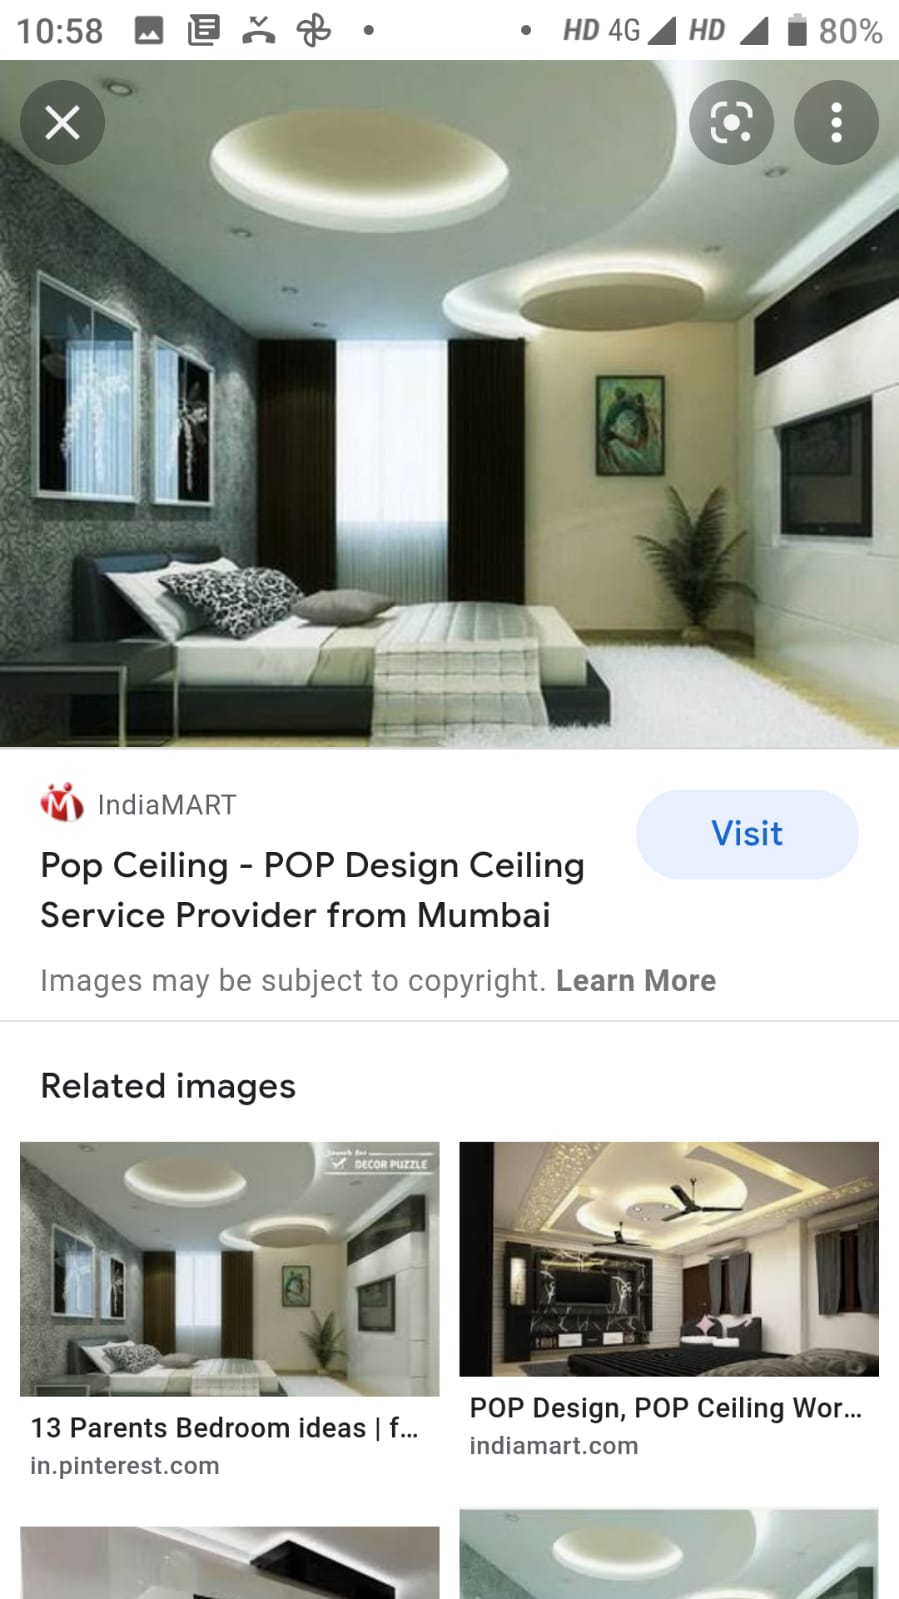 10:58 HD 4G HD 80%
IndiaMART
Visit
Pop Ceiling - POP Design Ceiling
Service Provider from Mumbai
Images may be subject to copyright. Learn More
Related images
Search for
DECOR PUZZLE
13 Parents Bedroom ideas | f...
in.pinterest.com
POP Design, POP Ceiling Wor...
indiamart.com